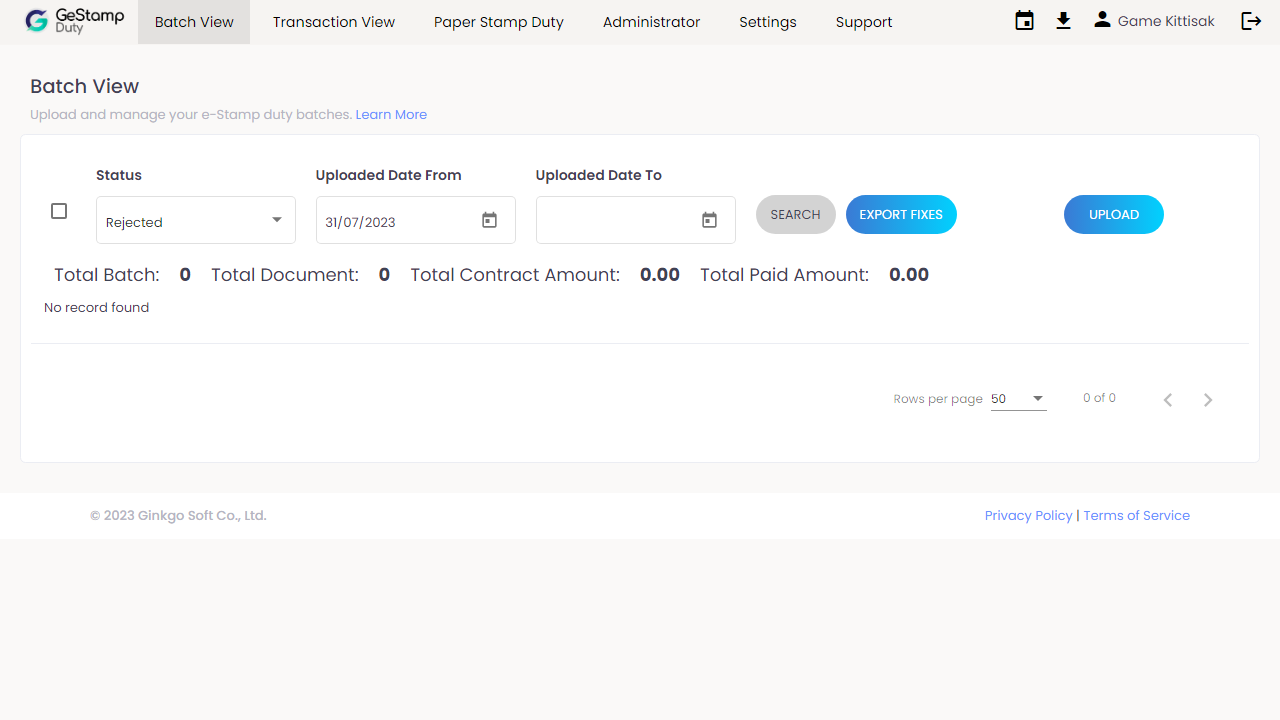 GeStamp
Duty
Batch View Transaction View Paper Stamp Duty Administrator Settings Support Game Kittisak
Batch View
Upload and manage your e-Stamp duty batches. Learn More
Status Uploaded Date From Uploaded Date To
Rejected 31/07/2023 SEARCH EXPORT FIXES UPLOAD
Total Batch: 0 Total Document: 0 Total Contract Amount: 0.00 Total Paid Amount: 0.00
No record found
Rows per page 50 0 of 0
© 2023 Ginkgo Soft Co., Ltd. Privacy Policy | Terms of Service